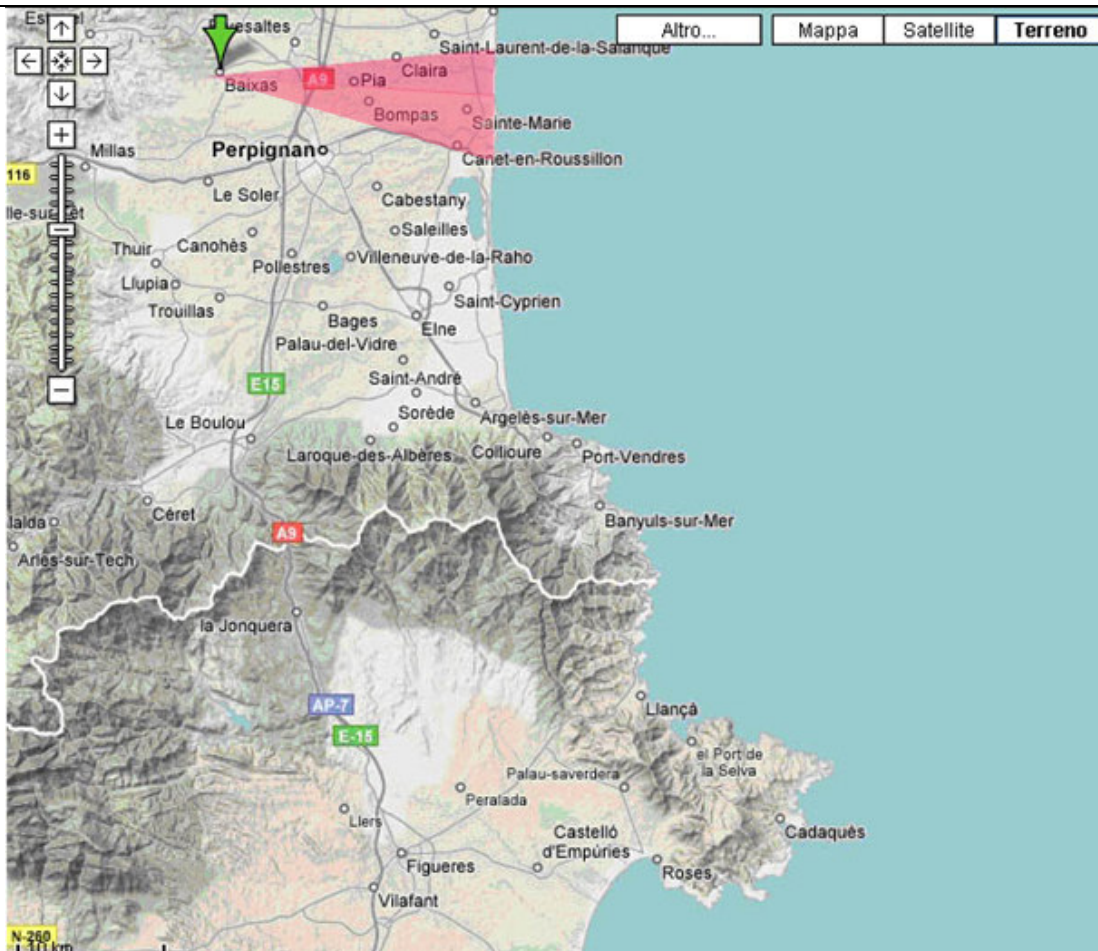 Altro...
Mappa
Satellite
Terreno
Saint-Laurent-de-la-Salanque
Claira
Baixas
A9
Pia
Bompas
Sainte-Marie
Canet-en-Roussillon
Perpignan
Millas
116
Le Soler
Cabestany
Canohès
Saleilles
Thuir
Pollestres
Villeneuve-de-la-Raho
Llupia
Trouillas
Saint-Cyprien
Bages
Elne
Palau-del-Vidre
E15
Saint-André
Sorède
Argelès-sur-Mer
Le Boulou
Laroque-des-Albères
Collioure
Port-Vendres
Céret
Banyuls-sur-Mer
A9
Arles-sur-Tech
la Jonquera
AP-7
Llançà
E-15
el Port de
la Selva
Palau-saverdera
Peralada
Llers
Cadaqués
Castelló
d'Empúries
Figueres
Roses
Vilafant
N-260
10 km